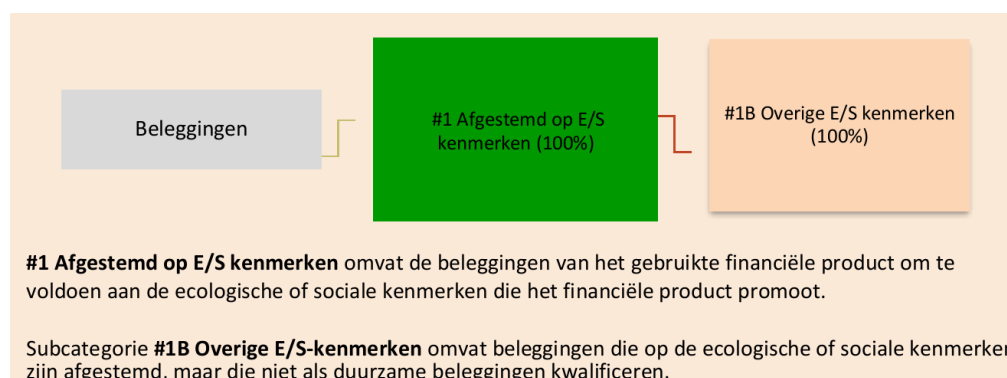 Beleggingen
#1 Afgestemd op E/S
kenmerken (100%)
#1B Overige E/S kenmerken
(100%)
#1 Afgestemd op E/S kenmerken omvat de beleggingen van het gebruikte financiële product om te
voldoen aan de ecologische of sociale kenmerken die het financiële product promoot.
Subcategorie #1B Overige E/S-kenmerken omvat beleggingen die op de ecologische of sociale kenmerken
zijn afgestemd, maar die niet als duurzame beleggingen kwalificeren.